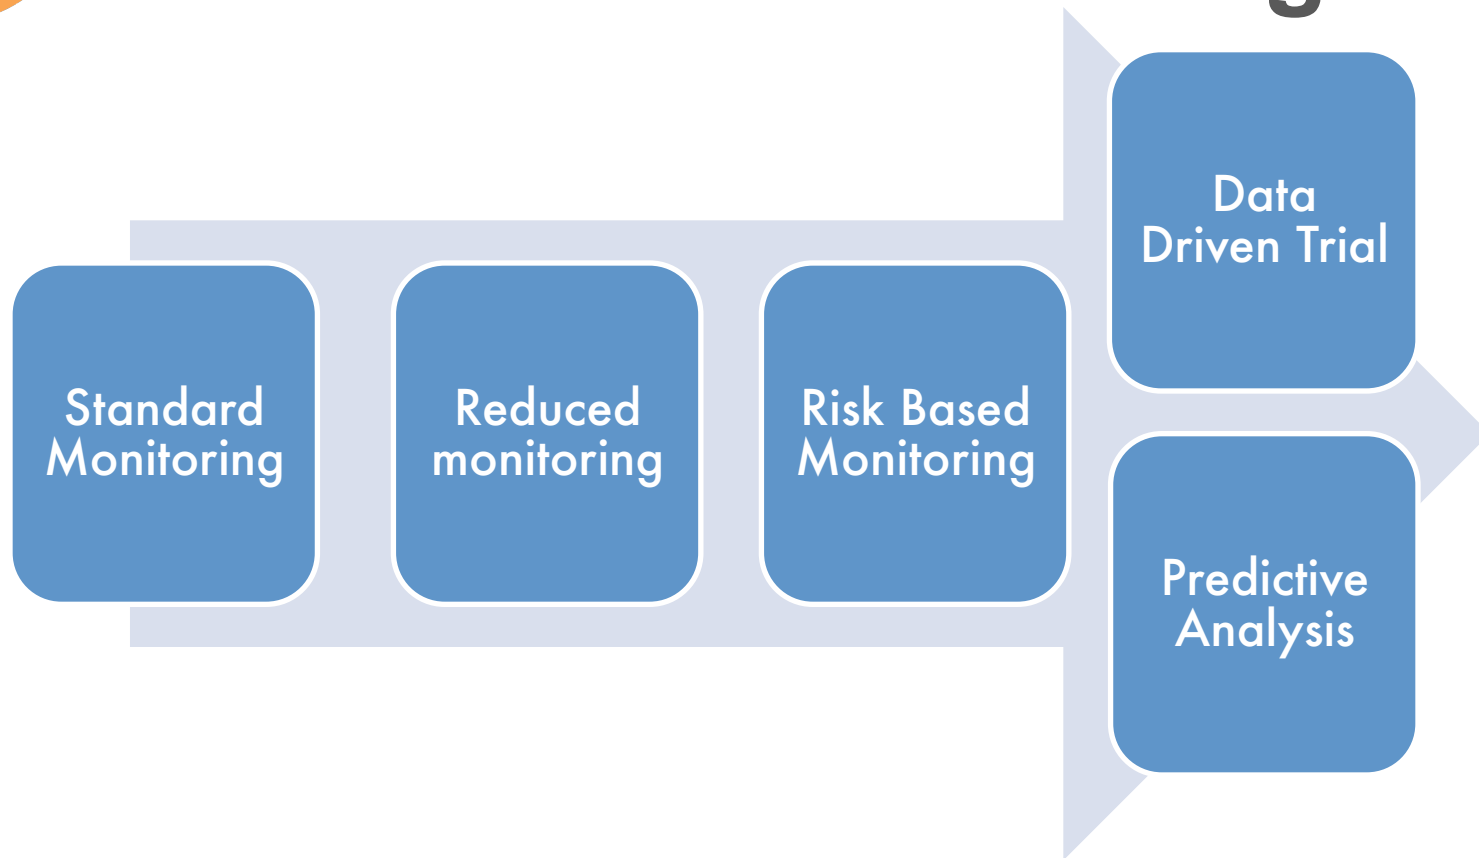 Standard
Monitoring
Reduced
monitoring
Risk Based
Monitoring
Data
Driven Trial
Predictive
Analysis